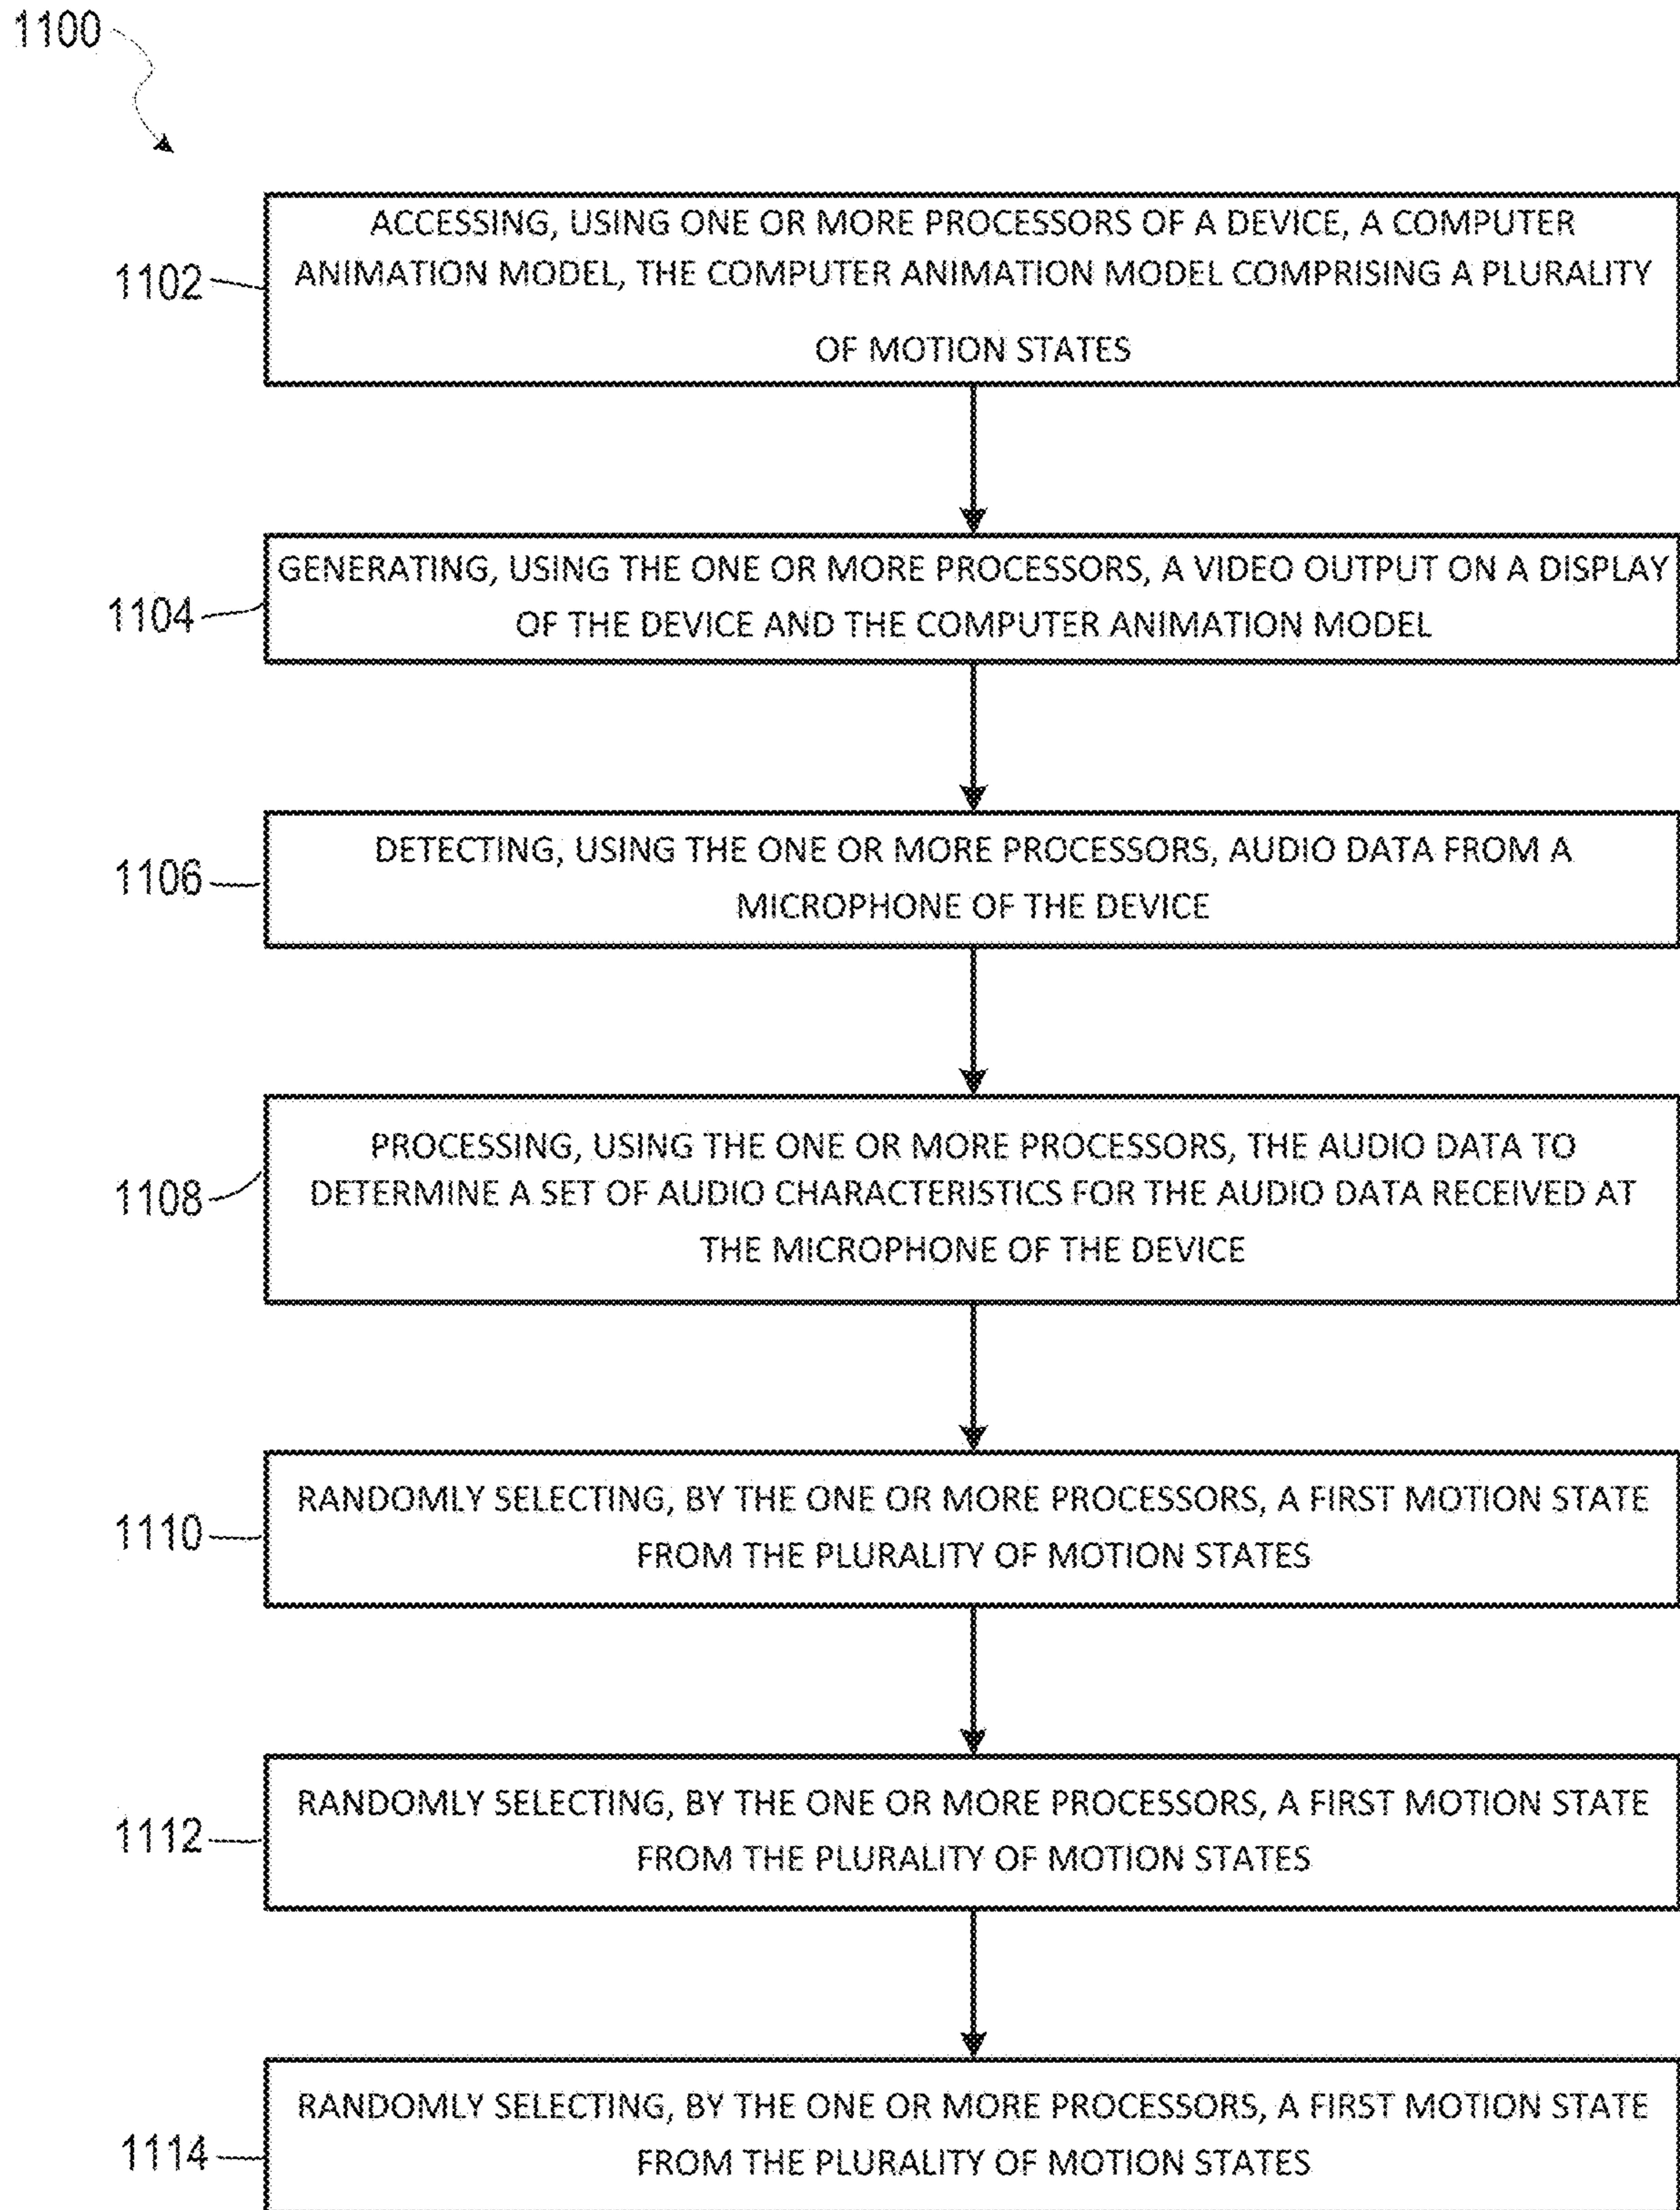 1100
ACCESSING, USING ONE OR MORE PROCESSORS OF A DEVICE, A COMPUTER
ANIMATION MODEL, THE COMPUTER ANIMATION MODEL COMPRISING A PLURALITY
OF MOTION STATES
1102
GENERATING, USING THE ONE OR MORE PROCESSORS, A VIDEO OUTPUT ON A DISPLAY
OF THE DEVICE AND THE COMPUTER ANIMATION MODEL
1104
DETECTING, USING THE ONE OR MORE PROCESSORS, AUDIO DATA FROM A
MICROPHONE OF THE DEVICE
1106
PROCESSING, USING THE ONE OR MORE PROCESSORS, THE AUDIO DATA TO
DETERMINE A SET OF AUDIO CHARACTERISTICS FOR THE AUDIO DATA RECEIVED AT
THE MICROPHONE OF THE DEVICE
1108
RANDOMLY SELECTING, BY THE ONE OR MORE PROCESSORS, A FIRST MOTION STATE
FROM THE PLURALITY OF MOTION STATES
1110
RANDOMLY SELECTING, BY THE ONE OR MORE PROCESSORS, A FIRST MOTION STATE
FROM THE PLURALITY OF MOTION STATES
1112
RANDOMLY SELECTING, BY THE ONE OR MORE PROCESSORS, A FIRST MOTION STATE
FROM THE PLURALITY OF MOTION STATES
1114